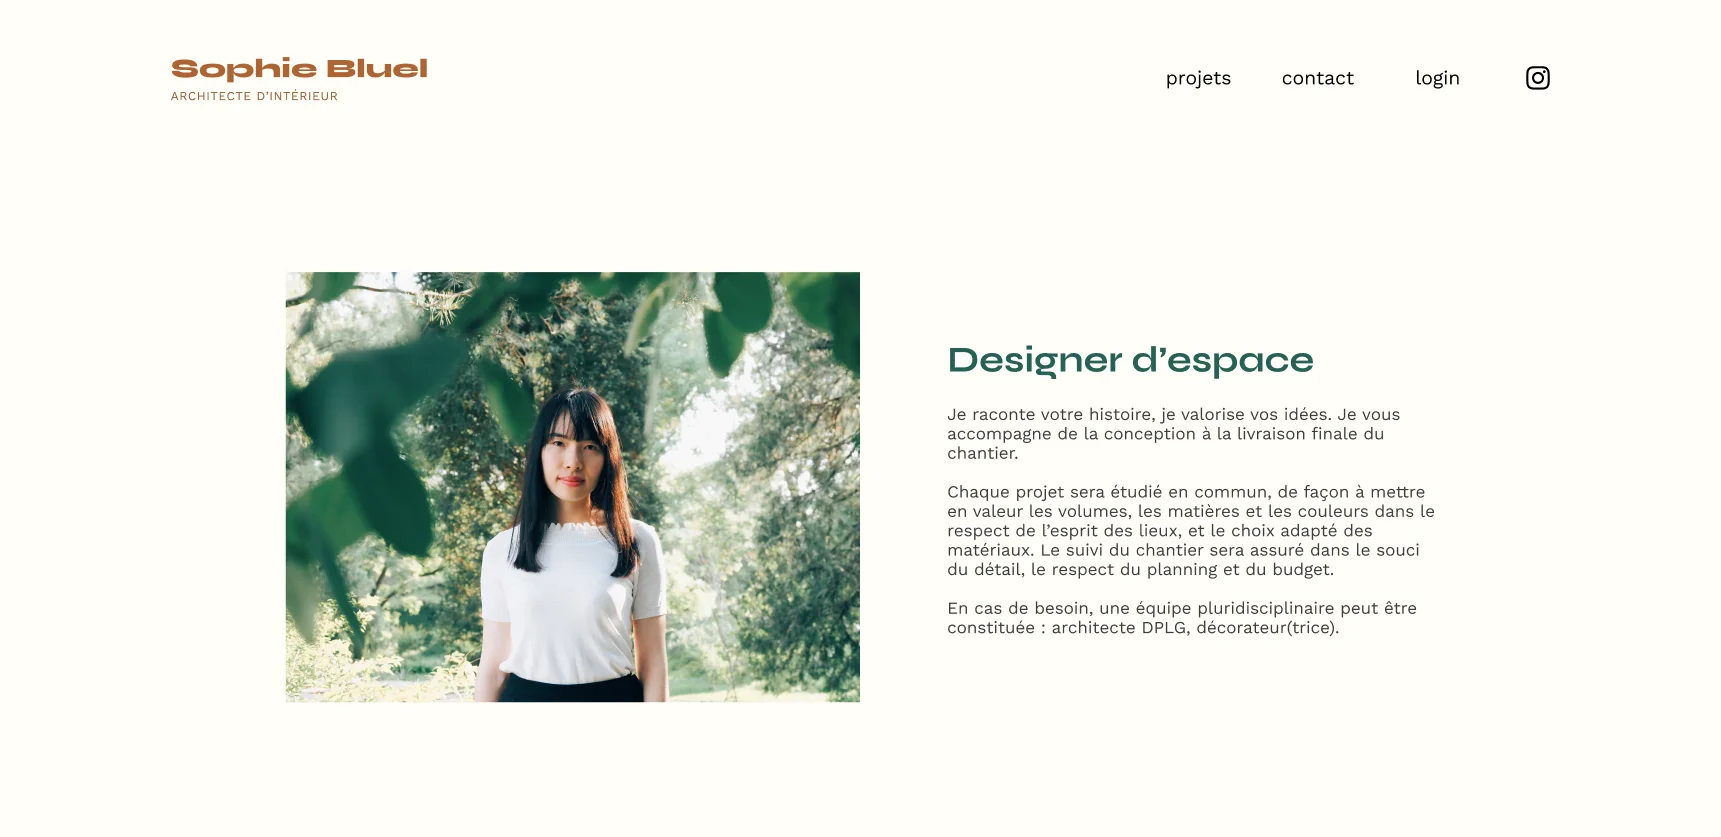 Sophie Bluel
ARCHITECTE D’INTÉRIEUR
projets
contact
login
Designer d’espace
Je raconte votre histoire, je valorise vos idées. Je vous
accompagne de la conception à la livraison finale du
chantier.
Chaque projet sera étudié en commun, de façon à mettre
en valeur les volumes, les matières et les couleurs dans le
respect de l’esprit des lieux, et le choix adapté des
matériaux. Le suivi du chantier sera assuré dans le souci
du détail, le respect du planning et du budget.
En cas de besoin, une équipe pluridisciplinaire peut être
constituée : architecte DPLG, décorateur(trice).